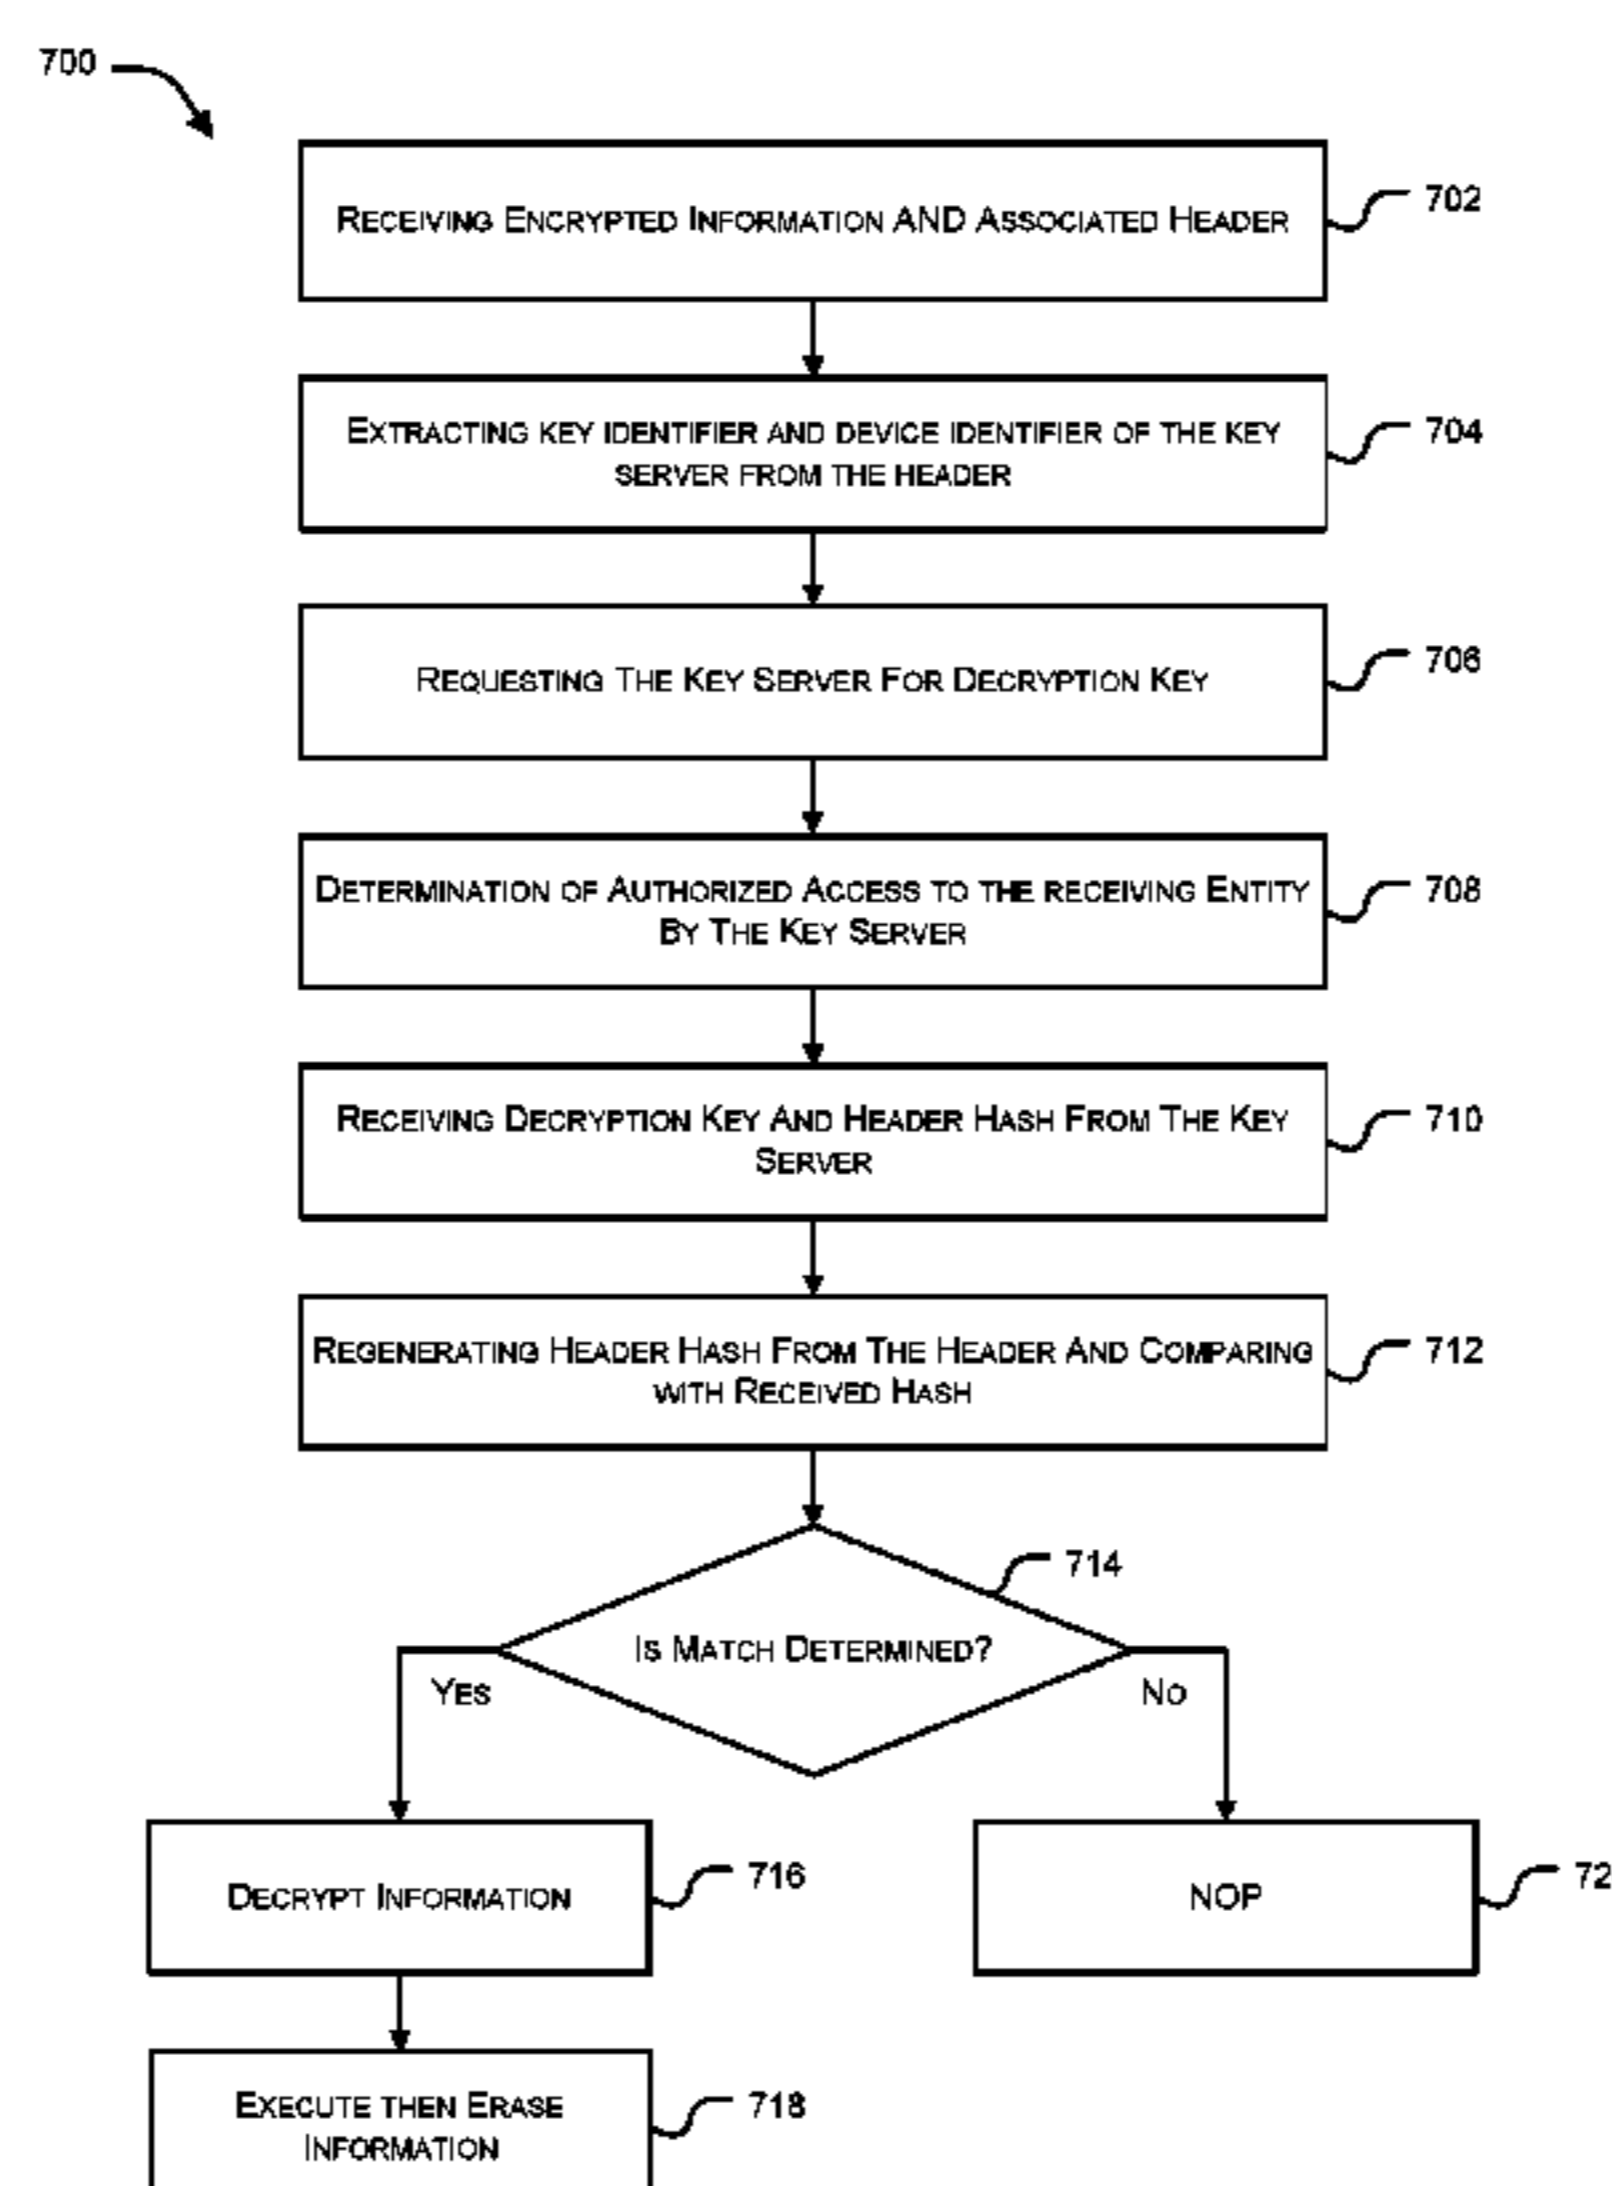 700
RECEIVING ENCRYPTED INFORMATION AND ASSOCIATED HEADER
702
EXTRACTING KEY IDENTIFIER AND DEVICE IDENTIFIER OF THE KEY
SERVER FROM THE HEADER
704
REQUESTING THE KEY SERVER FOR DECRYPTION KEY
706
DETERMINATION OF AUTHORIZED ACCESS TO THE RECEIVING ENTITY
BY THE KEY SERVER
708
RECEIVING DECRYPTION KEY AND HEADER HASH FROM THE KEY
SERVER
710
REGENERATING HEADER HASH FROM THE HEADER AND COMPARING
WITH RECEIVED HASH
712
714
IS MATCH DETERMINED?
YES
NO
DECRYPT INFORMATION
716
NOP
72
EXECUTE THEN ERASE
INFORMATION
718